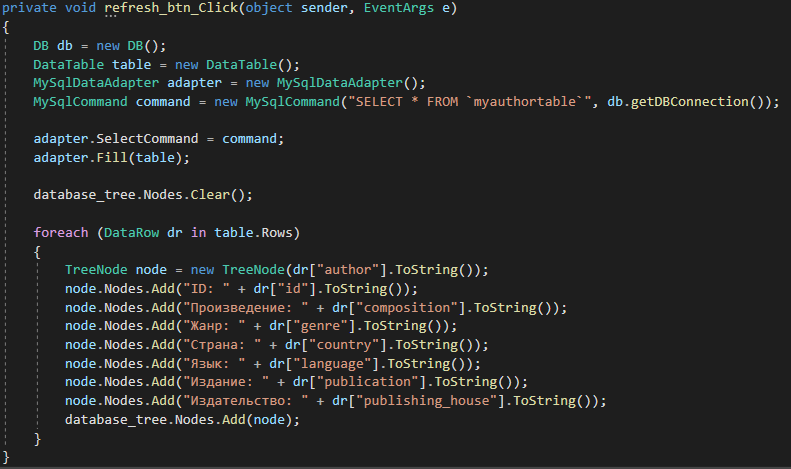 private void refresh_btn_Click(object sender, EventArgs e)
{
    DB db = new DB();
    DataTable table = new DataTable();
    MySqlDataAdapter adapter = new MySqlDataAdapter();
    MySqlCommand command = new MySqlCommand("SELECT * FROM `myauthortable`", db.getDBConnection());

    adapter.SelectCommand = command;
    adapter.Fill(table);

    database_tree.Nodes.Clear();

    foreach (DataRow dr in table.Rows)
    {
        TreeNode node = new TreeNode(dr["author"].ToString());
        node.Nodes.Add("ID: " + dr["id"].ToString());
        node.Nodes.Add("Произведение: " + dr["composition"].ToString());
        node.Nodes.Add("Жанр: " + dr["genre"].ToString());
        node.Nodes.Add("Страна: " + dr["country"].ToString());
        node.Nodes.Add("Язык: " + dr["language"].ToString());
        node.Nodes.Add("Издание: " + dr["publication"].ToString());
        node.Nodes.Add("Издательство: " + dr["publishing_house"].ToString());
        database_tree.Nodes.Add(node);
    }
}